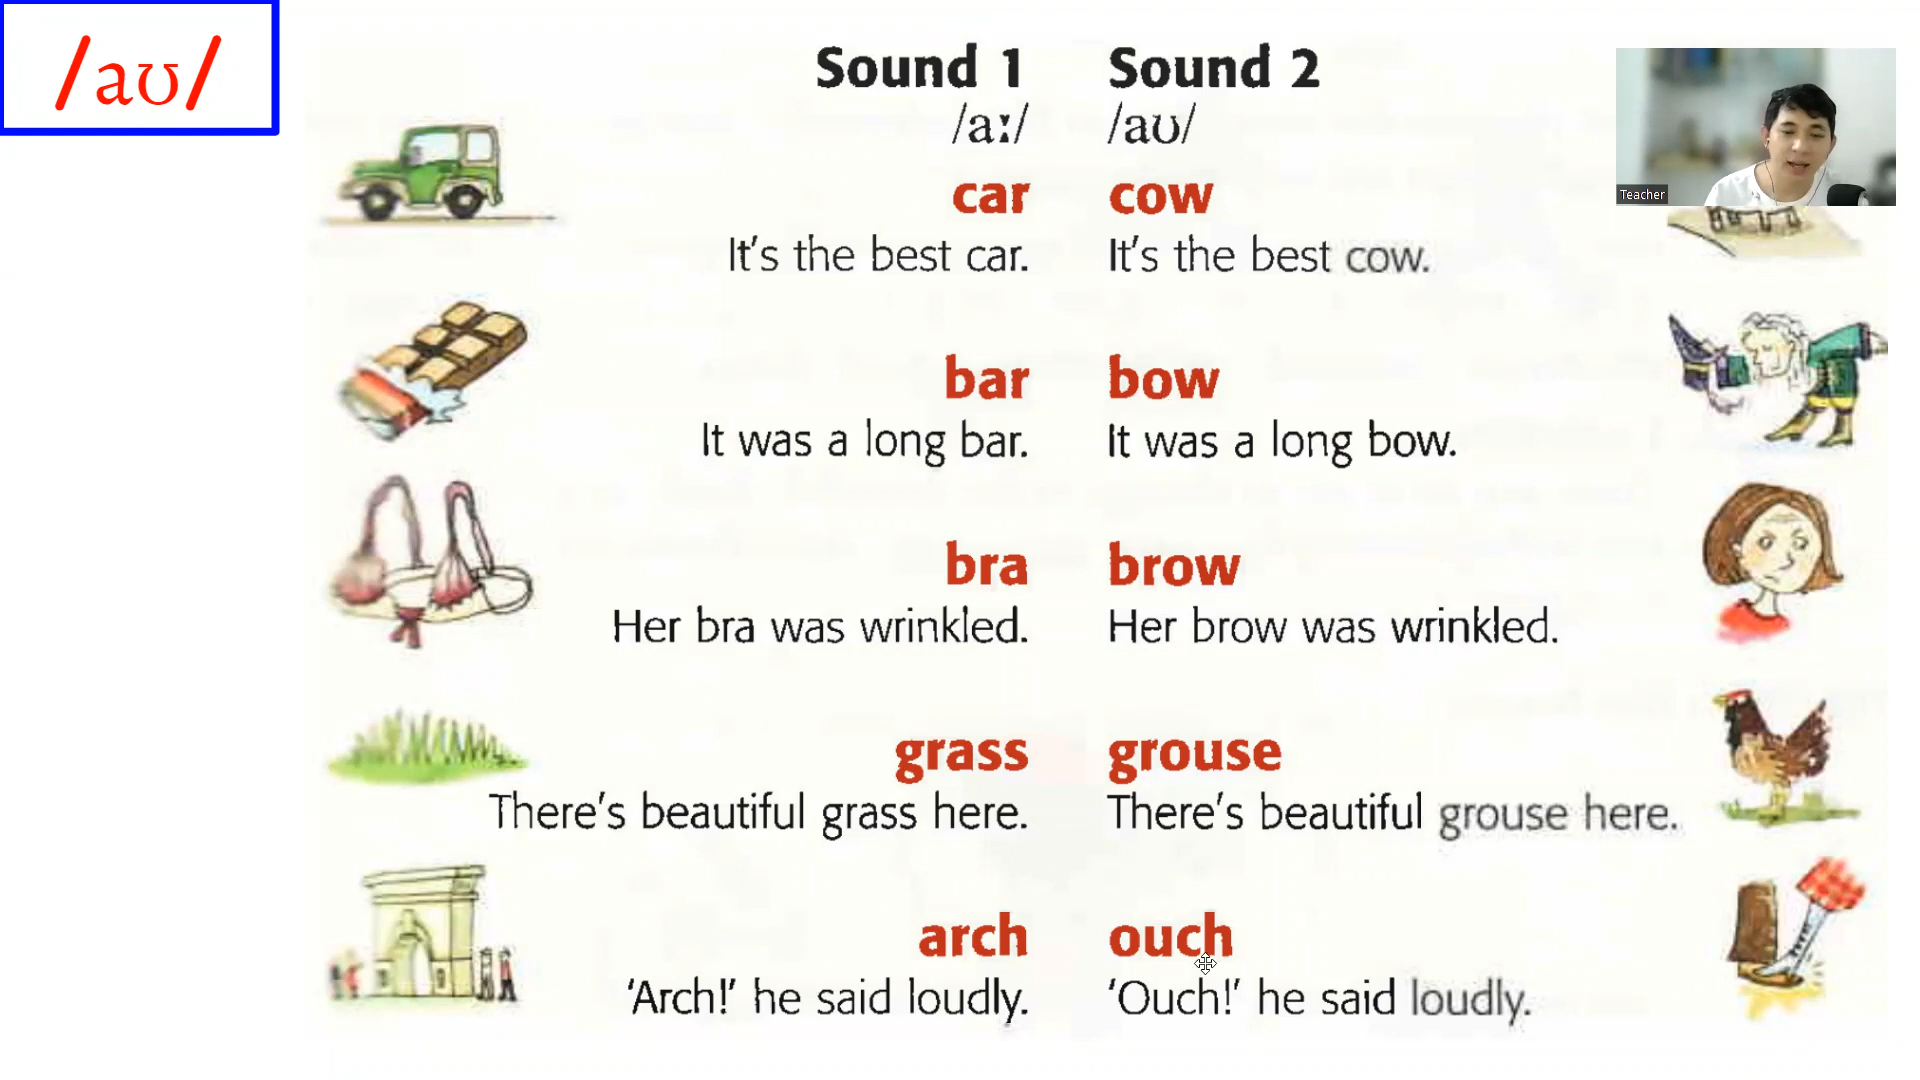 /aʊ/
Sound 1 Sound 2
/aː/ /aʊ/
Teacher
car cow
It's the best car. It's the best cow.
bar bow
It was a long bar. It was a long bow.
bra brow
Her bra was wrinkled. Her brow was wrinkled.
grass grouse
There's beautiful grass here. There's beautiful grouse here.
arch ouch
'Arch!' he said loudly. 'Ouch!' he said loudly.